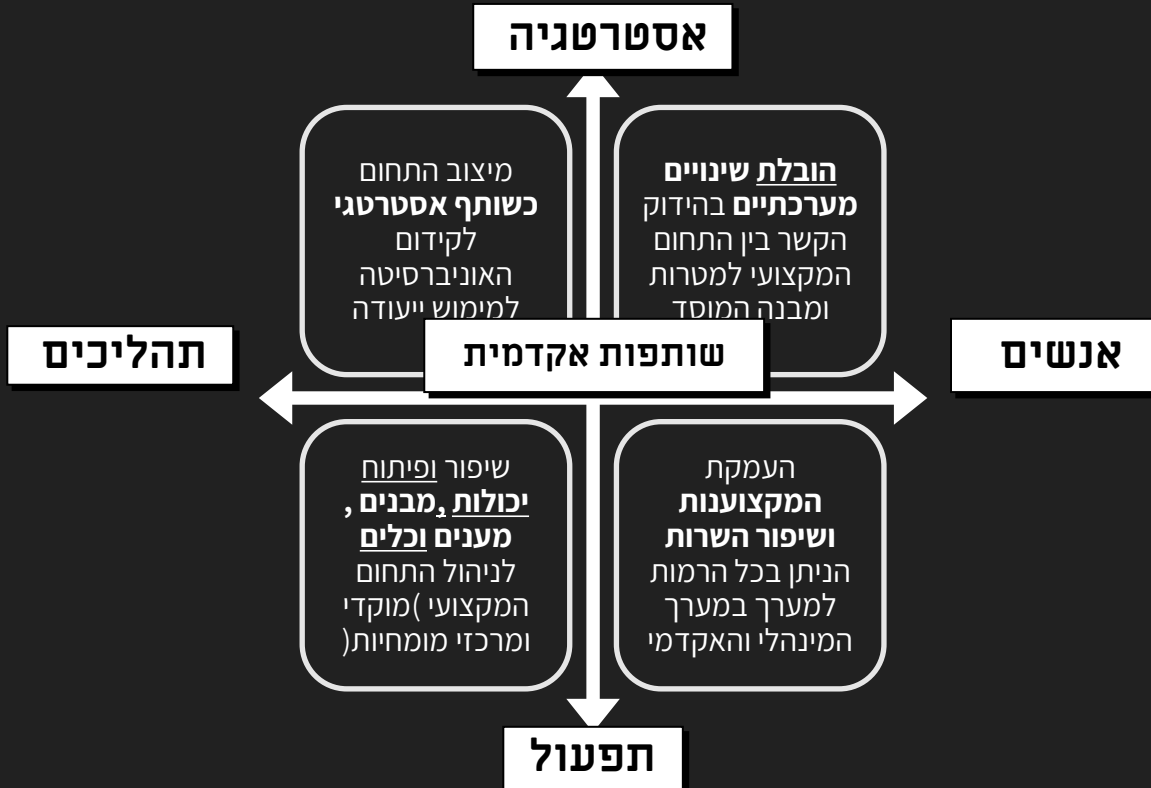 אסטרטגיה
הובלת שינויים
מערכתיים בהידוק
הקשר בין התחום
המקצועי למטרות
ומבנה המוסד
מיצוב התחום
כשותף אסטרטגי
לקידום
האוניברסיטה
למימוש ייעודה
אנשים
שותפות אקדמית
תהליכים
העמקת
המקצוענות
ושיפור השרות
הניתן בכל הרמות
למערך במערך
המינהלי והאקדמי
שיפור ופיתוח
יכולות ,מבנים ,
מענים וכלים
לניהול התחום
המקצועי )מוקדי
ומרכזי מומחיות(
תפעול